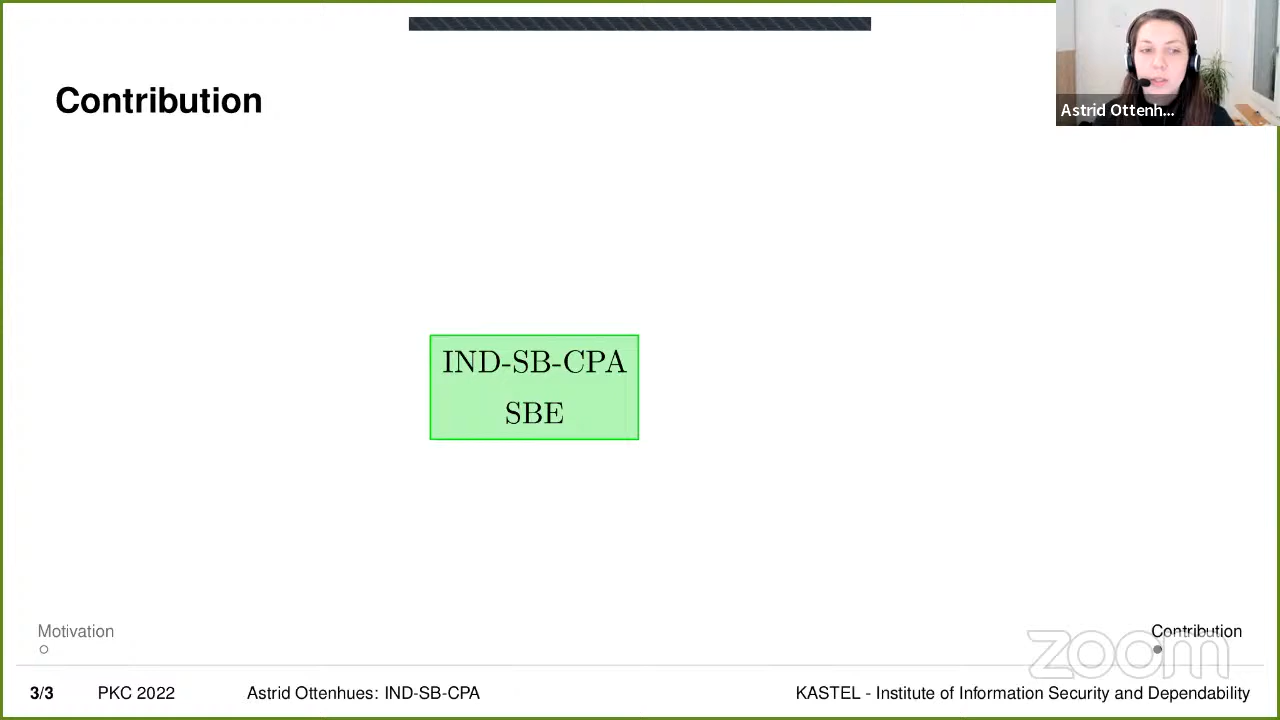 Contribution
Astrid Ottenh...
IND-SB-CPA
SBE
Motivation
Contribution
zoom
3/3 PKC 2022 Astrid Ottenhues: IND-SB-CPA KASTEL - Institute of Information Security and Dependability